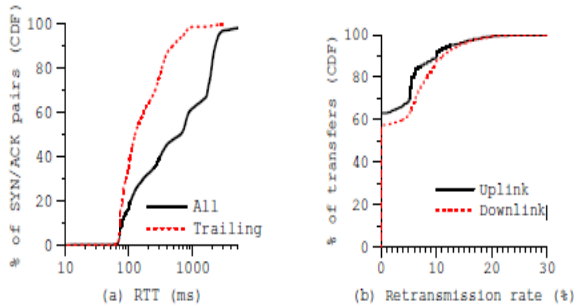 % of SYN/ACK pairs (CDF)
100
80
60
40
20
0
All
Trailing
10 100 1000
(a) RTT (ms)
% of transfers (CDF)
100
80
60
40
20
0
Uplink
Downlink
0 10 20 30
(b) Retransmission rate (%)